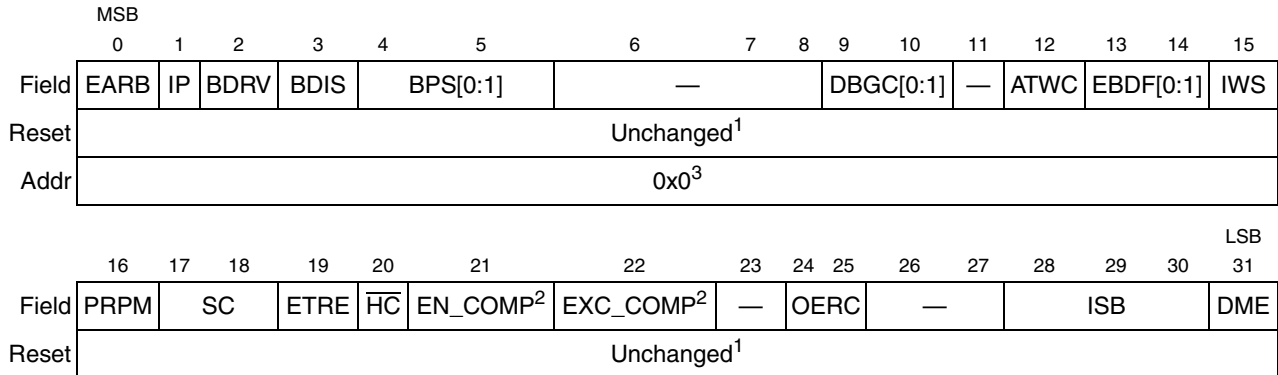 MSB
0 1 2 3 4 5 6 7 8 9 10 11 12 13 14 15
Field EARB IP BDRV BDIS BPS[0:1] — DBGC[0:1] — ATWC EBDF[0:1] IWS
Reset Unchanged1
Addr 0x03
LSB
16 17 18 19 20 21 22 23 24 25 26 27 28 29 30 31
Field PRPM SC ETRE HC EN_COMP2 EXC_COMP2 — OERC — ISB DME
Reset Unchanged1